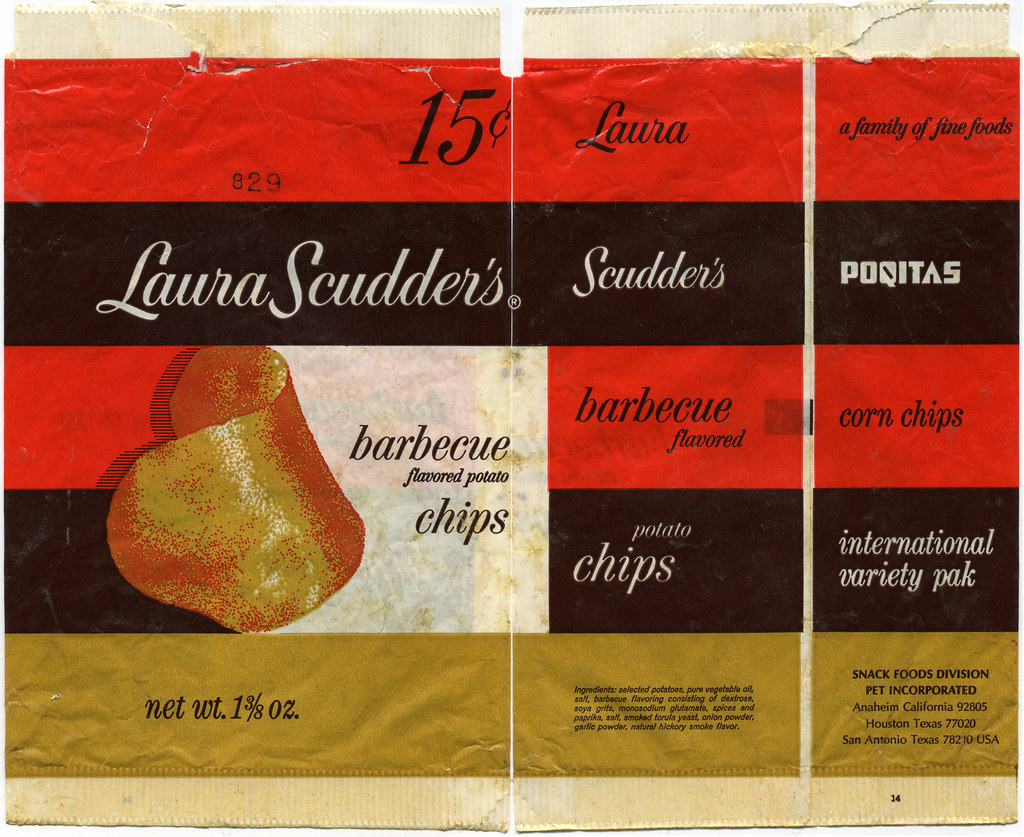 15¢
829
Laura Scudder's®
barbecue
flavored potato
chips
net wt. 1⅜ oz.
Laura
Scudder's
barbecue
flavored
potato
chips
Ingredients: selected potatoes, pure vegetable oil,
salt, barbecue flavoring consisting of dextrose,
soya grits, monosodium glutamate, spices and
paprika, salt, smoked torula yeast, onion powder,
garlic powder, natural hickory smoke flavor.
a family of fine foods
POQITAS
corn chips
international
variety pak
SNACK FOODS DIVISION
PET INCORPORATED
Anaheim California 92805
Houston Texas 77020
San Antonio Texas 78210 USA
14